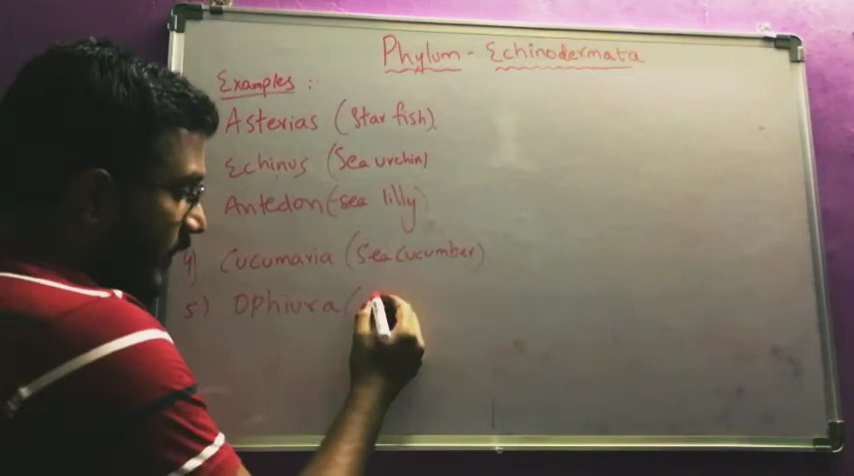 Phylum - Echinodermata
Examples :
Asterias (Star fish)
Echinus (Sea urchin)
Antedon (sea lilly)
4) Cucumaria (Sea Cucumber)
5) Ophiura (